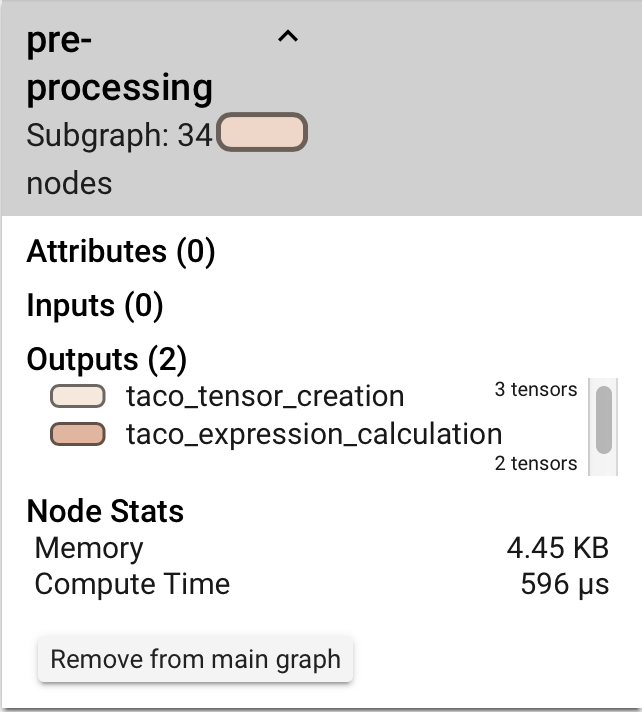 pre-
processing
Subgraph: 34
nodes
Attributes (0)
Inputs (0)
Outputs (2)
taco_tensor_creation 3 tensors
taco_expression_calculation
2 tensors
Node Stats
Memory 4.45 KB
Compute Time 596 μs
Remove from main graph